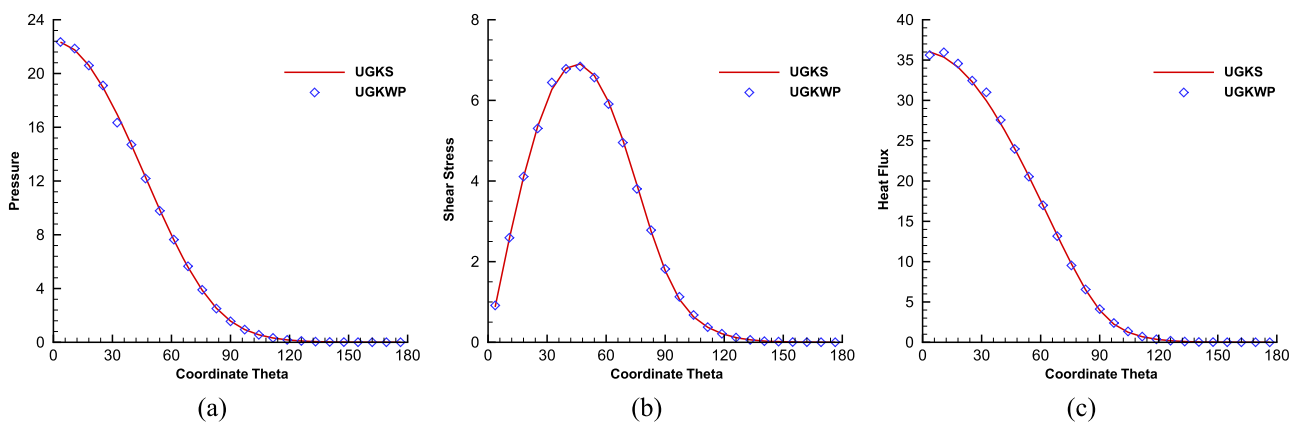 24
20
16
12
8
4
0
Pressure
0 30 60 90 120 150 180
Coordinate Theta
UGKS
UGKWP
(a)
8
6
4
2
0
Shear Stress
0 30 60 90 120 150 180
Coordinate Theta
UGKS
UGKWP
(b)
40
35
30
25
20
15
10
5
0
Heat Flux
0 30 60 90 120 150 180
Coordinate Theta
UGKS
UGKWP
(c)